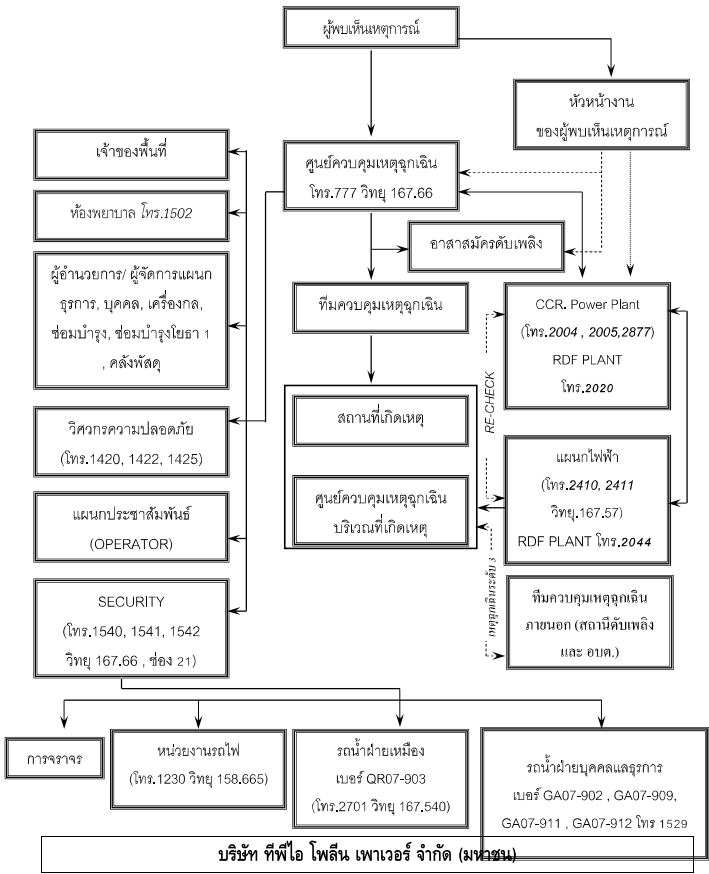 ผู้พบเห็นเหตุการณ์
หัวหน้างาน
ของผู้พบเห็นเหตุการณ์
เจ้าของพื้นที่
ศูนย์ควบคุมเหตุฉุกเฉิน
โทร.777 วิทยุ 167.66
ห้องพยาบาล โทร.1502
อาสาสมัครดับเพลิง
ผู้อำนวยการ/ ผู้จัดการแผนก
ธุรการ, บุคคล, เครื่องกล,
ซ่อมบำรุง, ซ่อมบำรุงโยธา 1
, คลังพัสดุ
ทีมควบคุมเหตุฉุกเฉิน
CCR. Power Plant
(โทร.2004 , 2005,2877)
RDF PLANT
โทร.2020
RE-CHECK
วิศวกรความปลอดภัย
(โทร.1420, 1422, 1425)
สถานที่เกิดเหตุ
ศูนย์ควบคุมเหตุฉุกเฉิน
บริเวณที่เกิดเหตุ
แผนกไฟฟ้า
(โทร.2410, 2411
วิทยุ.167.57)
RDF PLANT โทร.2044
แผนกประชาสัมพันธ์
(OPERATOR)
เหตุฉุกเฉินระดับ 3
ทีมควบคุมเหตุฉุกเฉิน
ภายนอก (สถานีดับเพลิง
และ อบต.)
SECURITY
(โทร.1540, 1541, 1542
วิทยุ 167.66 , ช่อง 21)
การจราจร
หน่วยงานรถไฟ
(โทร.1230 วิทยุ 158.665)
รถน้ำฝ่ายเหมือง
เบอร์ QR07-903
(โทร.2701 วิทยุ 167.540)
รถน้ำฝ่ายบุคคลแลธุรการ
เบอร์ GA07-902 , GA07-909,
GA07-911 , GA07-912 โทร 1529
บริษัท ทีพีไอ โพลีน เพาเวอร์ จำกัด (มหาชน)